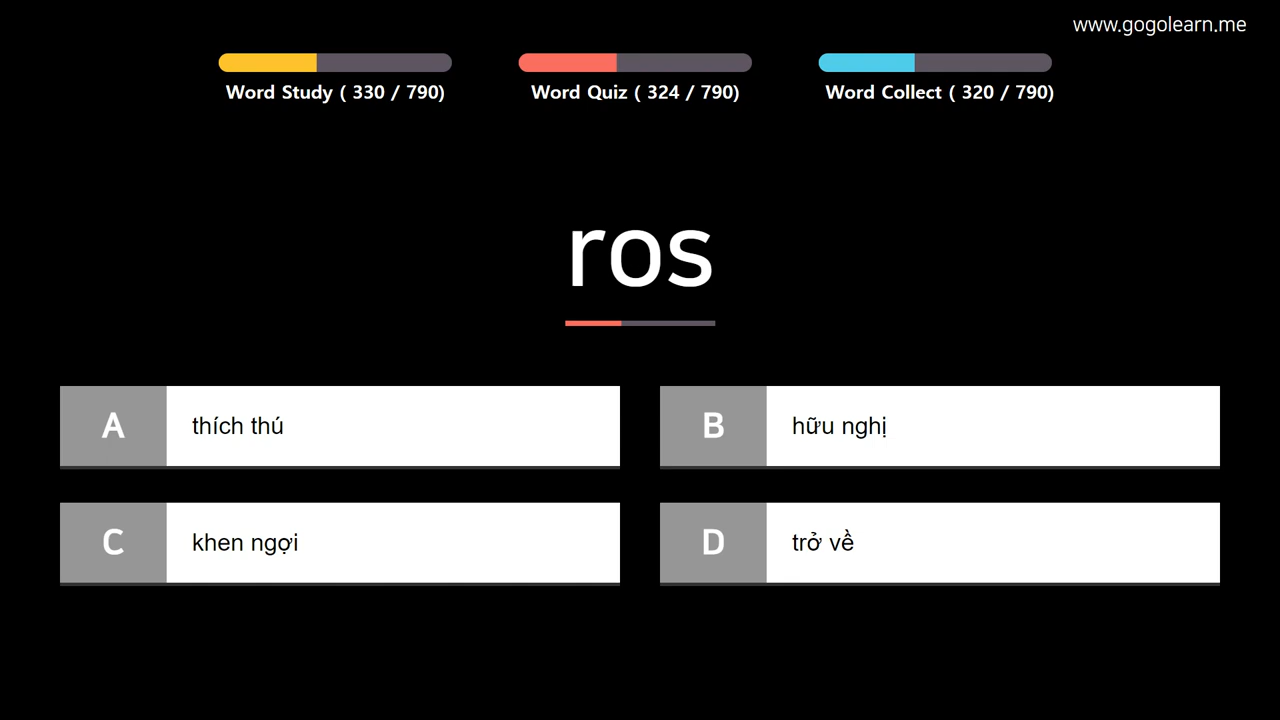 www.gogolearn.me
Word Study ( 330 / 790)
Word Quiz ( 324 / 790)
Word Collect ( 320 / 790)
ros
A thích thú
B hữu nghị
C khen ngợi
D trở về